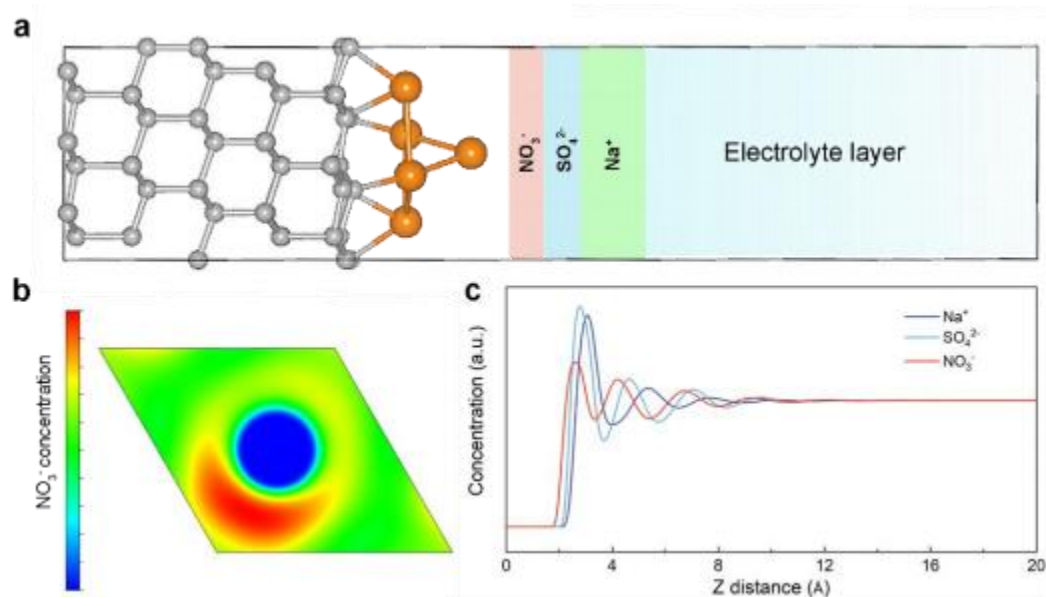 a
NO₃⁻
SO₄²⁻
Na⁺
Electrolyte layer
b
NO₃⁻ concentration
c
Concentration (a.u.)
Na⁺
SO₄²⁻
NO₃⁻
0 4 8 12 16 20
Z distance (Å)